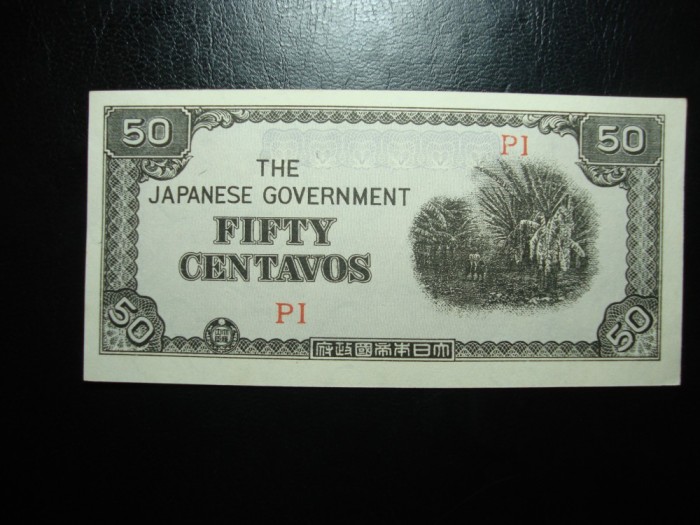 50
50
PI
THE
JAPANESE GOVERNMENT
FIFTY
CENTAVOS
PI
50
50
大日本帝國政府